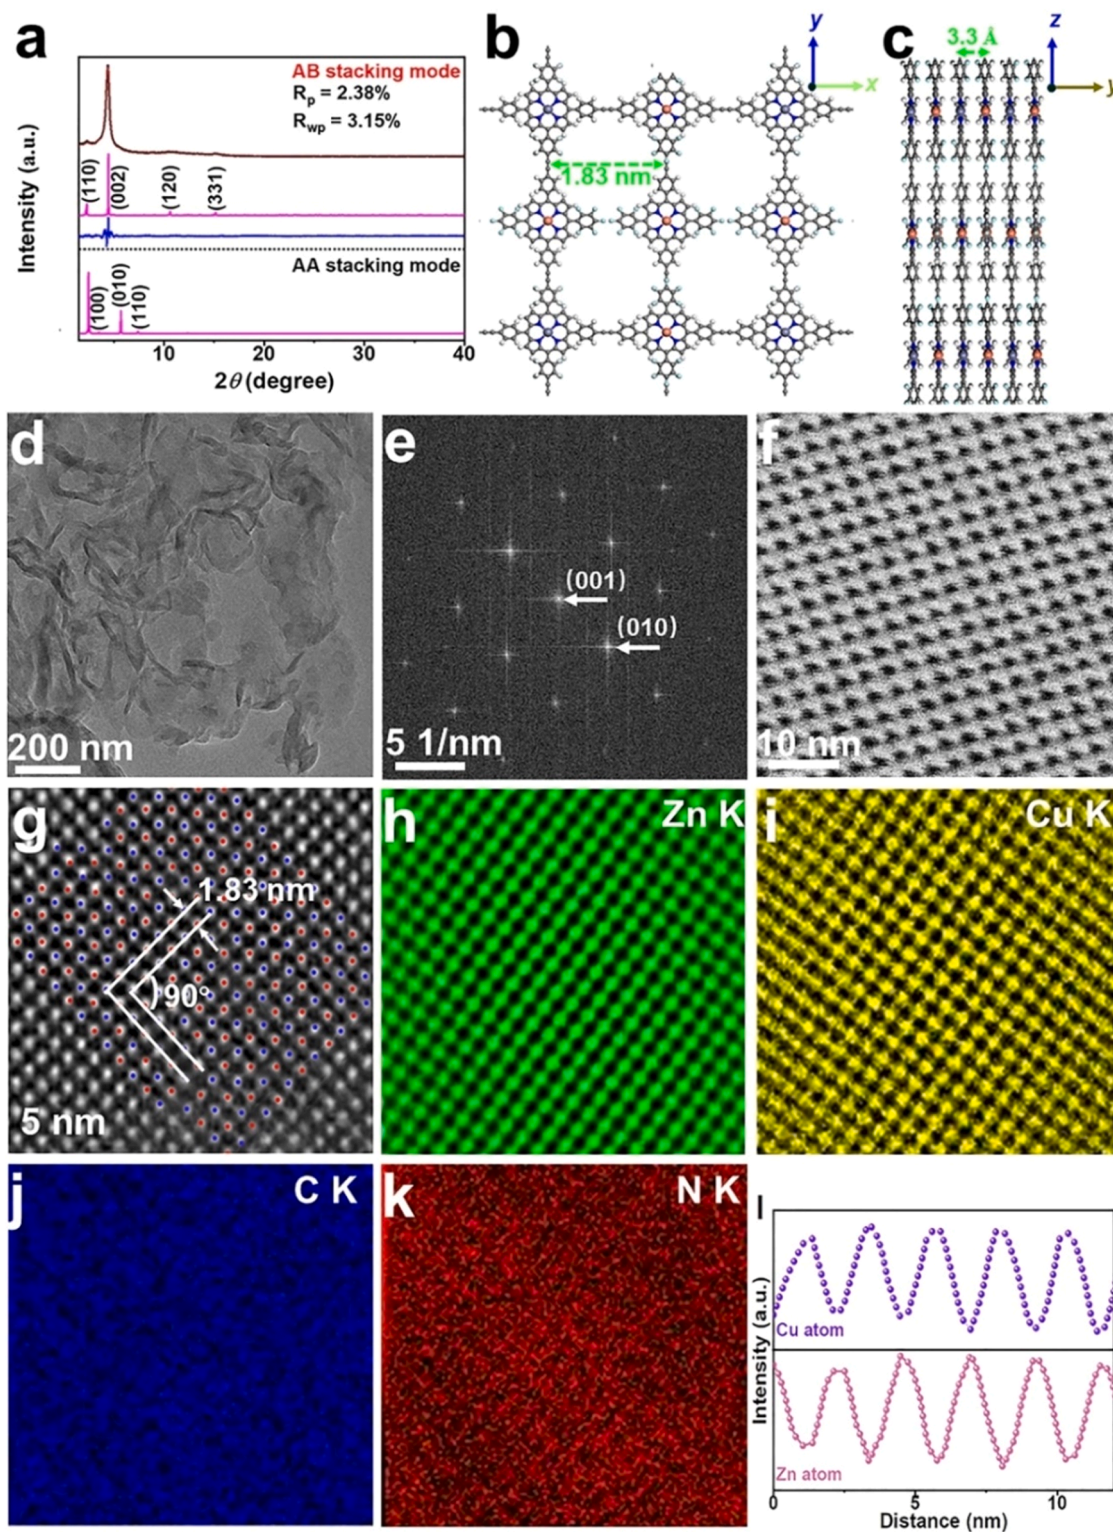 a
AB stacking mode
Rp = 2.38%
Rwp = 3.15%
(110)
(002)
(120)
(331)
AA stacking mode
(100)
(010)
(110)
Intensity (a.u.)
10
20
30
40
2θ (degree)
b
y
x
1.83 nm
c
3.3 Å
z
y
d
200 nm
e
(001)
(010)
5 1/nm
f
10 nm
g
1.83 nm
90°
5 nm
h
Zn K
i
Cu K
j
C K
k
N K
l
Intensity (a.u.)
Cu atom
Zn atom
0
5
10
Distance (nm)